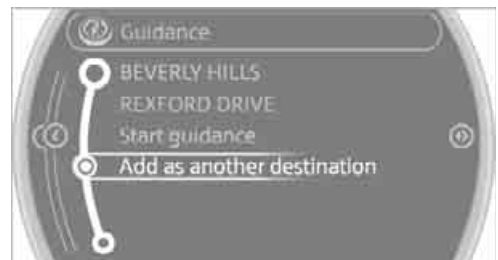 Guidance
BEVERLY HILLS
REXFORD DRIVE
Start guidance
Add as another destination